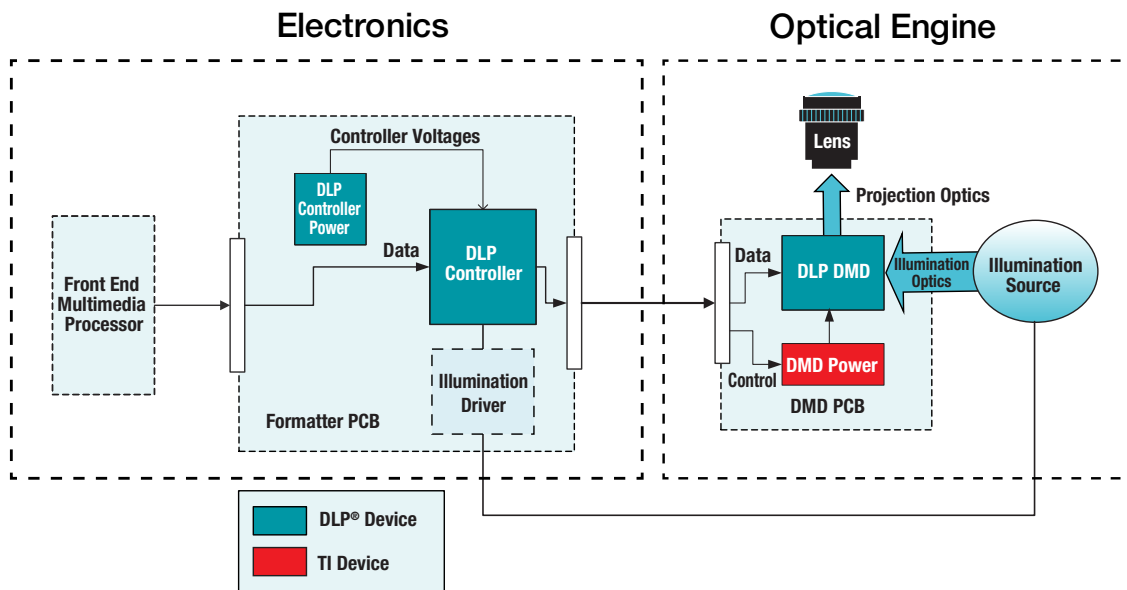 Electronics
Optical Engine
Controller Voltages
DLP
Controller
Power
Data
DLP
Controller
Front End
Multimedia
Processor
Illumination
Driver
Formatter PCB
Lens
Projection Optics
Data
DLP DMD
Illumination
Optics
Illumination
Source
Control
DMD Power
DMD PCB
DLP® Device
TI Device